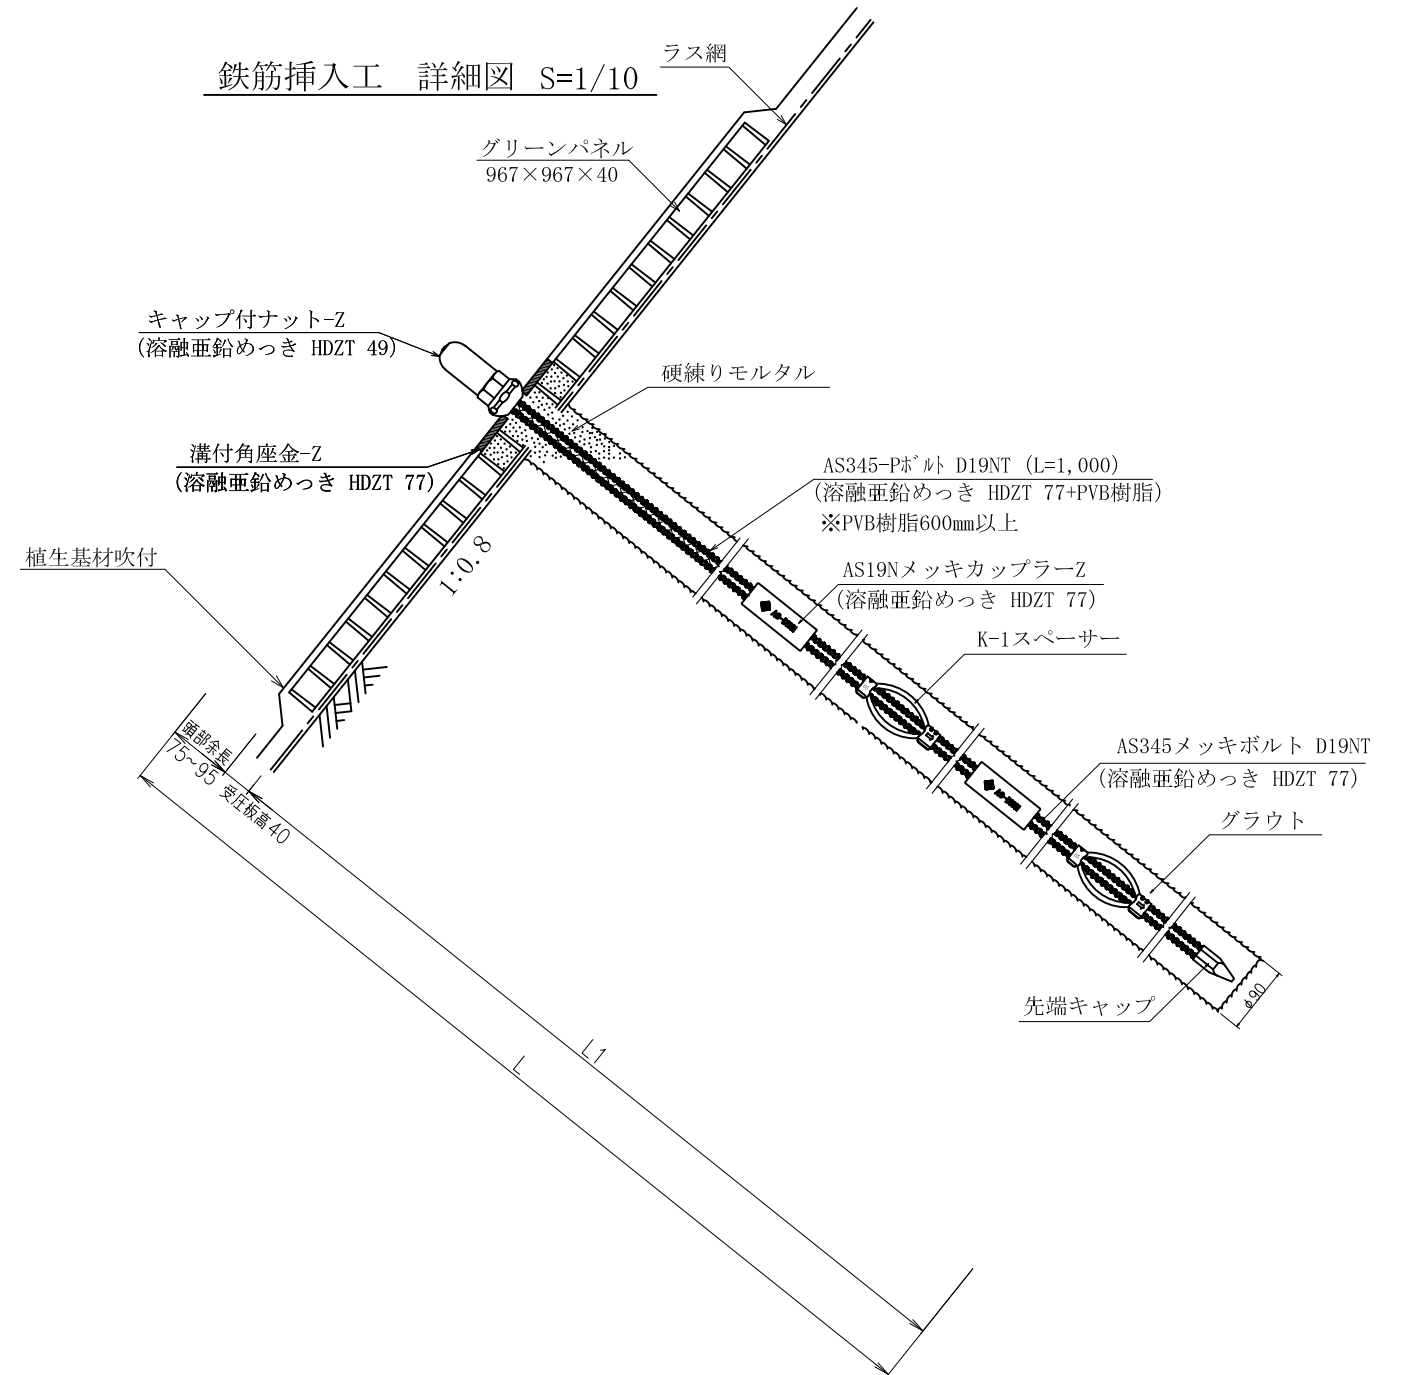 鉄筋挿入工　詳細図　S=1/10
ラス網
グリーンパネル
967×967×40
キャップ付ナット-Z
(溶融亜鉛めっき HDZT 49)
硬練りモルタル
溝付角座金-Z
(溶融亜鉛めっき HDZT 77)
AS345-Pﾎﾞﾙﾄ D19NT (L=1,000)
(溶融亜鉛めっき HDZT 77+PVB樹脂)
※PVB樹脂600mm以上
植生基材吹付
1:0.8
AS19NメッキカップラーZ
(溶融亜鉛めっき HDZT 77)
K-1スペーサー
頭部余長
75~95
受圧板高40
AS345メッキボルト D19NT
(溶融亜鉛めっき HDZT 77)
グラウト
先端キャップ
φ90
L1
L